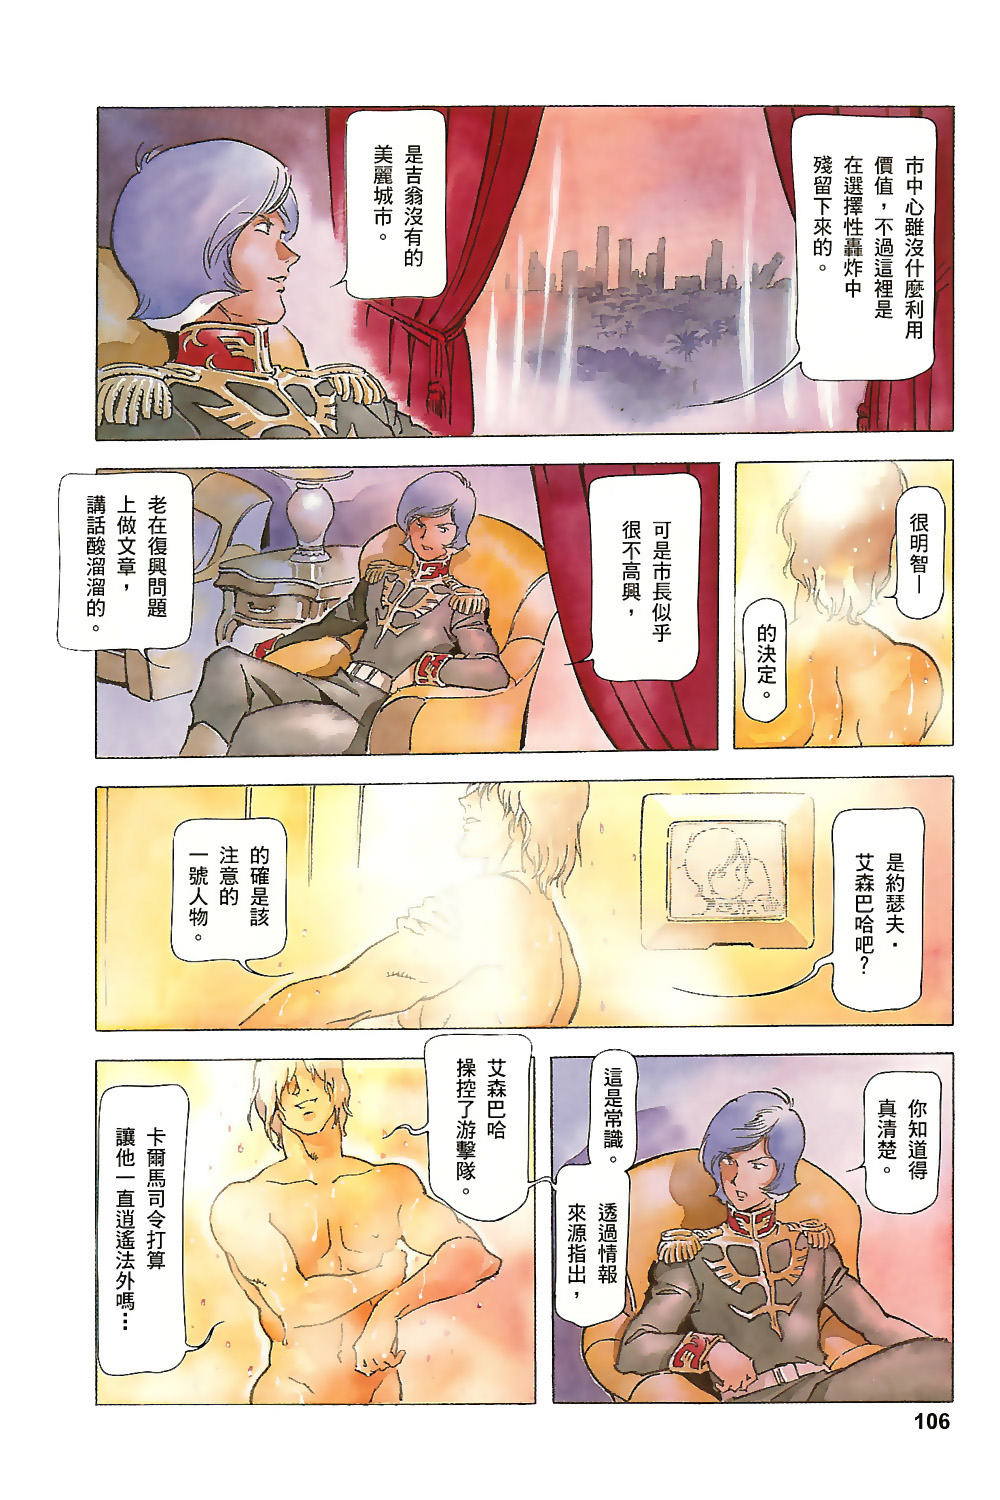 市中心雖沒什麼利用
價值，不過這裡是
在選擇性轟炸中
殘留下來的。
是吉翁沒有的
美麗城市。
很明智—
的決定。
可是市長似乎
很不高興，
老在復興問題
上做文章，
講話酸溜溜的。
是約瑟夫．
艾森巴哈吧？
的確是該
注意的
一號人物。
你知道得
真清楚。
這是常識。
透過情報
來源指出，
艾森巴哈
操控了游擊隊。
卡爾馬司令打算
讓他一直逍遙法外嗎…
106